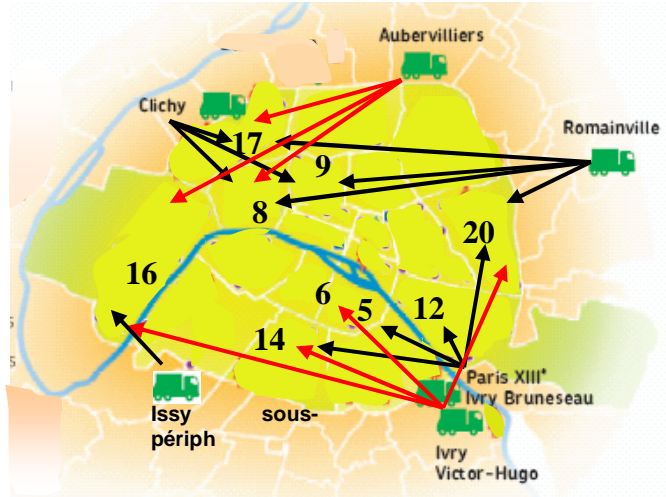 Aubervilliers
Clichy
17
Romainville
9
8
20
16
6
5
12
14
Paris XIIIe
Ivry Bruneseau
Issy sous-
périph
Ivry
Victor-Hugo